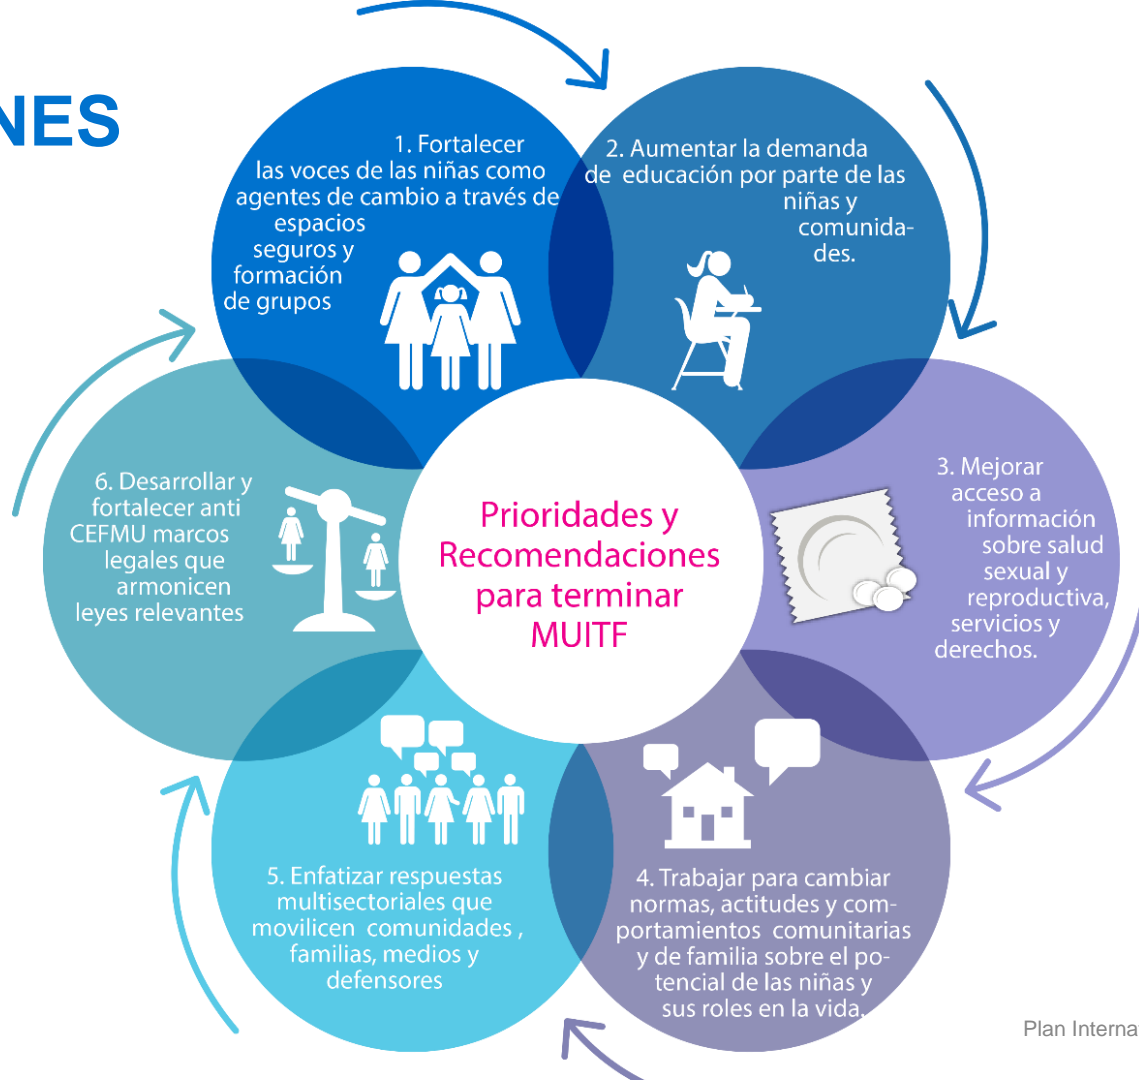 NES
1. Fortalecer
las voces de las niñas como
agentes de cambio a través de
espacios
seguros y
formación
de grupos
2. Aumentar la demanda
de educación por parte de las
niñas y
comunida-
des.
3. Mejorar
acceso a
información
sobre salud
sexual y
reproductiva,
servicios y
derechos.
4. Trabajar para cambiar
normas, actitudes y com-
portamientos comunitarias
y de familia sobre el po-
tencial de las niñas y
sus roles en la vida.
5. Enfatizar respuestas
multisectoriales que
movilicen comunidades ,
familias, medios y
defensores
6. Desarrollar y
fortalecer anti
CEFMU marcos
legales que
armonicen
leyes relevantes
Prioridades y
Recomendaciones
para terminar
MUITF
Plan Interna